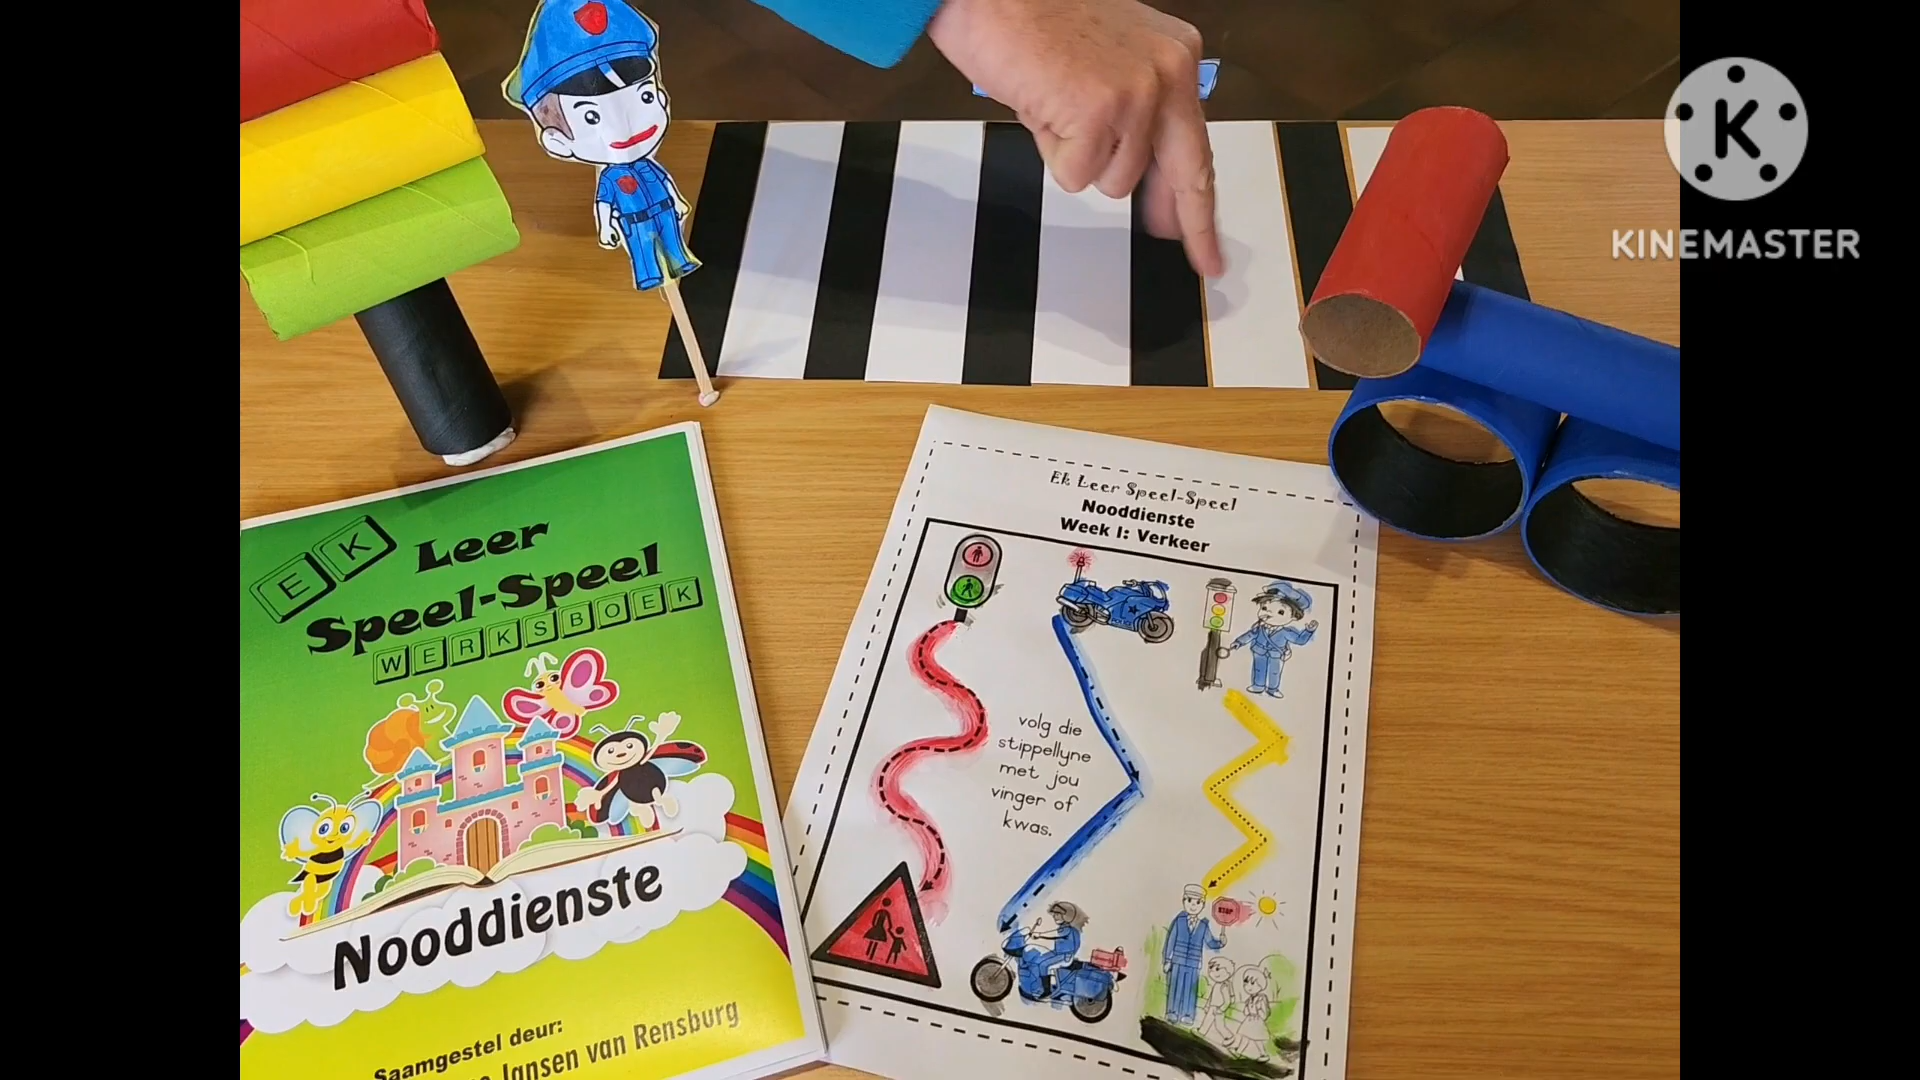 K
KINEMASTER
EK Leer
Speel-Speel
WERKSBOEK
Nooddienste
Saamgestel deur:
Jansen van Rensburg
Ek Leer Speel-Speel
Nooddienste
Week 1: Verkeer
volg die
stippellyne
met jou
vinger of
kwas.
STOP